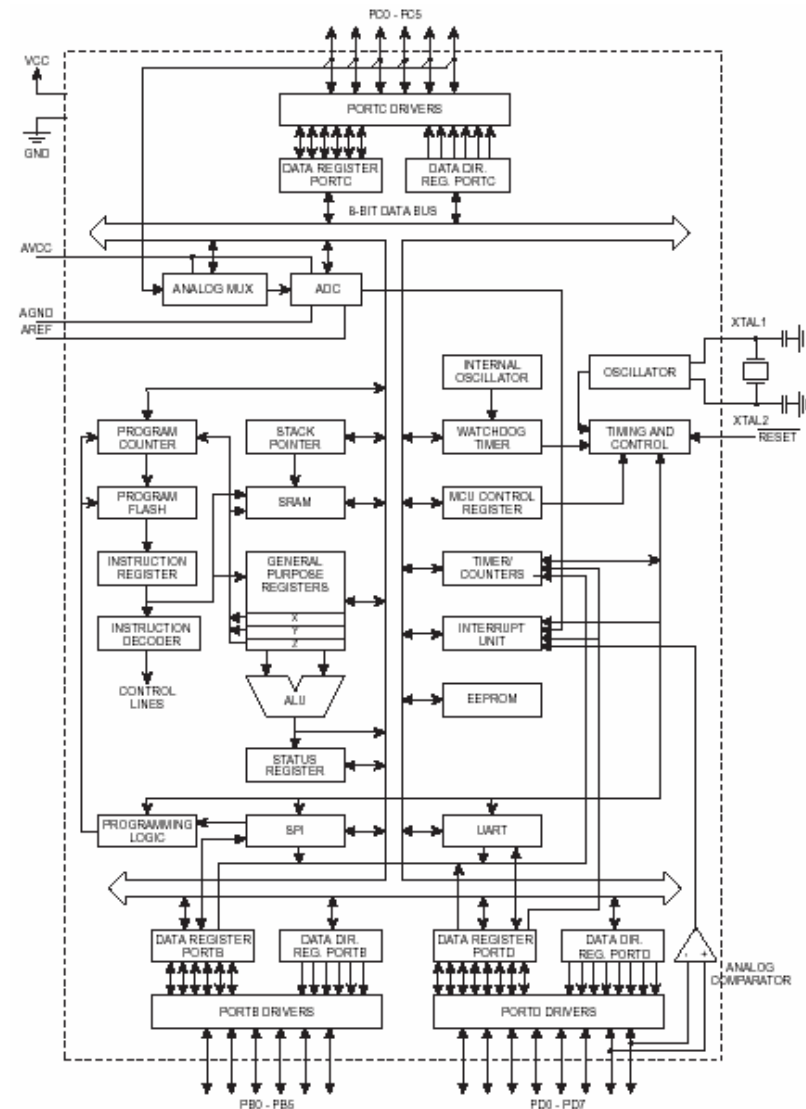 PC0 - PC5
VCC
GND
PORTC DRIVERS
DATA REGISTER
PORTC
DATA DIR.
REG. PORTC
8-BIT DATA BUS
AVCC
ANALOG MUX
ADC
AGND
AREF
XTAL1
INTERNAL
OSCILLATOR
OSCILLATOR
XTAL2
PROGRAM
COUNTER
STACK
POINTER
WATCHDOG
TIMER
TIMING AND
CONTROL
RESET
PROGRAM
FLASH
SRAM
MCU CONTROL
REGISTER
INSTRUCTION
REGISTER
GENERAL
PURPOSE
REGISTERS
X
Y
Z
TIMER/
COUNTERS
INSTRUCTION
DECODER
INTERRUPT
UNIT
CONTROL
LINES
ALU
EEPROM
STATUS
REGISTER
PROGRAMMING
LOGIC
SPI
UART
DATA REGISTER
PORTB
DATA DIR.
REG. PORTB
DATA REGISTER
PORTD
DATA DIR.
REG. PORTD
- +
ANALOG
COMPARATOR
PORTB DRIVERS
PORTD DRIVERS
PB0 - PB5
PD0 - PD7